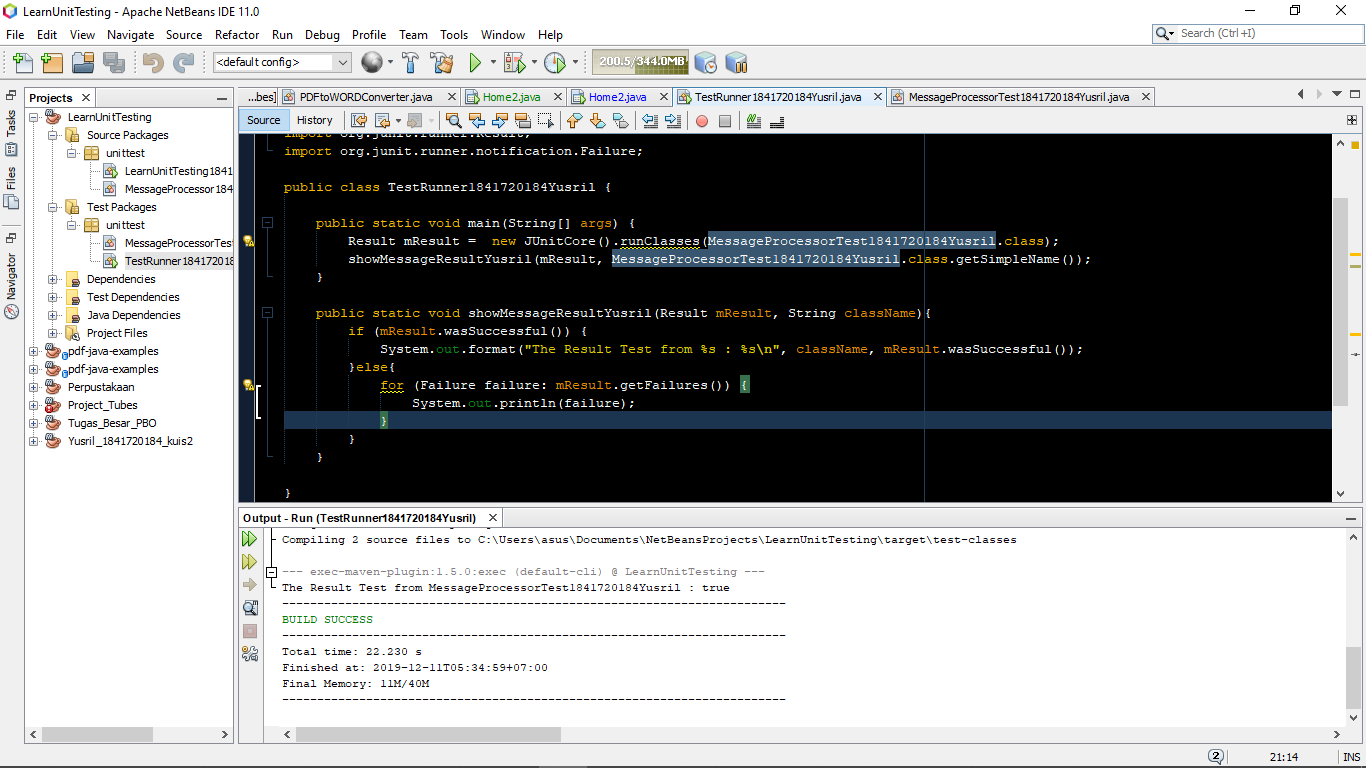 LearnUnitTesting - Apache NetBeans IDE 11.0
File Edit View Navigate Source Refactor Run Debug Profile Team Tools Window Help
Search (Ctrl+I)
<default config>
200.5/344.0MB
Projects
...bes] PDFtoWORDConverter.java Home2.java Home2.java TestRunner1841720184Yusril.java MessageProcessorTest1841720184Yusril.java
Tasks
Files
Navigator
LearnUnitTesting
Source Packages
unittest
LearnUnitTesting1841
MessageProcessor184
Test Packages
unittest
MessageProcessorTest
TestRunner184172018
Dependencies
Test Dependencies
Java Dependencies
Project Files
pdf-java-examples
pdf-java-examples
Perpustakaan
Project_Tubes
Tugas_Besar_PBO
Yusril _1841720184_kuis2
Source History
import org.junit.runner.Result;
import org.junit.runner.notification.Failure;
public class TestRunner1841720184Yusril {
public static void main(String[] args) {
Result mResult =  new JUnitCore().runClasses(MessageProcessorTest1841720184Yusril.class);
showMessageResultYusril(mResult, MessageProcessorTest1841720184Yusril.class.getSimpleName());
}
public static void showMessageResultYusril(Result mResult, String className){
if (mResult.wasSuccessful()) {
System.out.format("The Result Test from %s : %s\n", className, mResult.wasSuccessful());
}else{
for (Failure failure: mResult.getFailures()) {
System.out.println(failure);
}
}
}
}
Output - Run (TestRunner1841720184Yusril)
Compiling 2 source files to C:\Users\asus\Documents\NetBeansProjects\LearnUnitTesting\target\test-classes
--- exec-maven-plugin:1.5.0:exec (default-cli) @ LearnUnitTesting ---
The Result Test from MessageProcessorTest1841720184Yusril : true
------------------------------------------------------------------------
BUILD SUCCESS
------------------------------------------------------------------------
Total time: 22.230 s
Finished at: 2019-12-11T05:34:59+07:00
Final Memory: 11M/40M
------------------------------------------------------------------------
2
21:14
INS